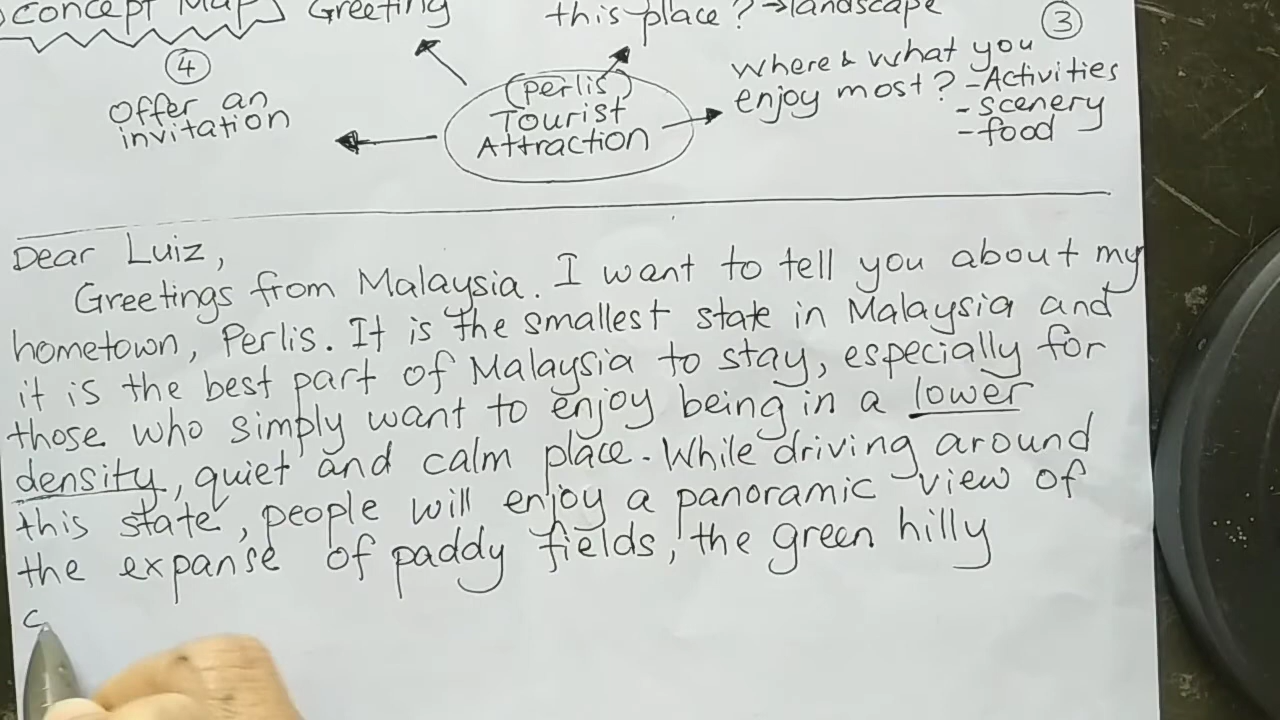 Concept Map
Greeting
this place? → landscape
③
Where & what you
enjoy most? - Activities
- scenery
- food
④
Offer an
invitation
(Perlis)
Tourist
Attraction
Dear Luiz,
Greetings from Malaysia. I want to tell you about my
hometown, Perlis. It is the smallest state in Malaysia and
it is the best part of Malaysia to stay, especially for
those who simply want to enjoy being in a lower
density, quiet and calm place. While driving around
this state, people will enjoy a panoramic view of
the expanse of paddy fields, the green hilly